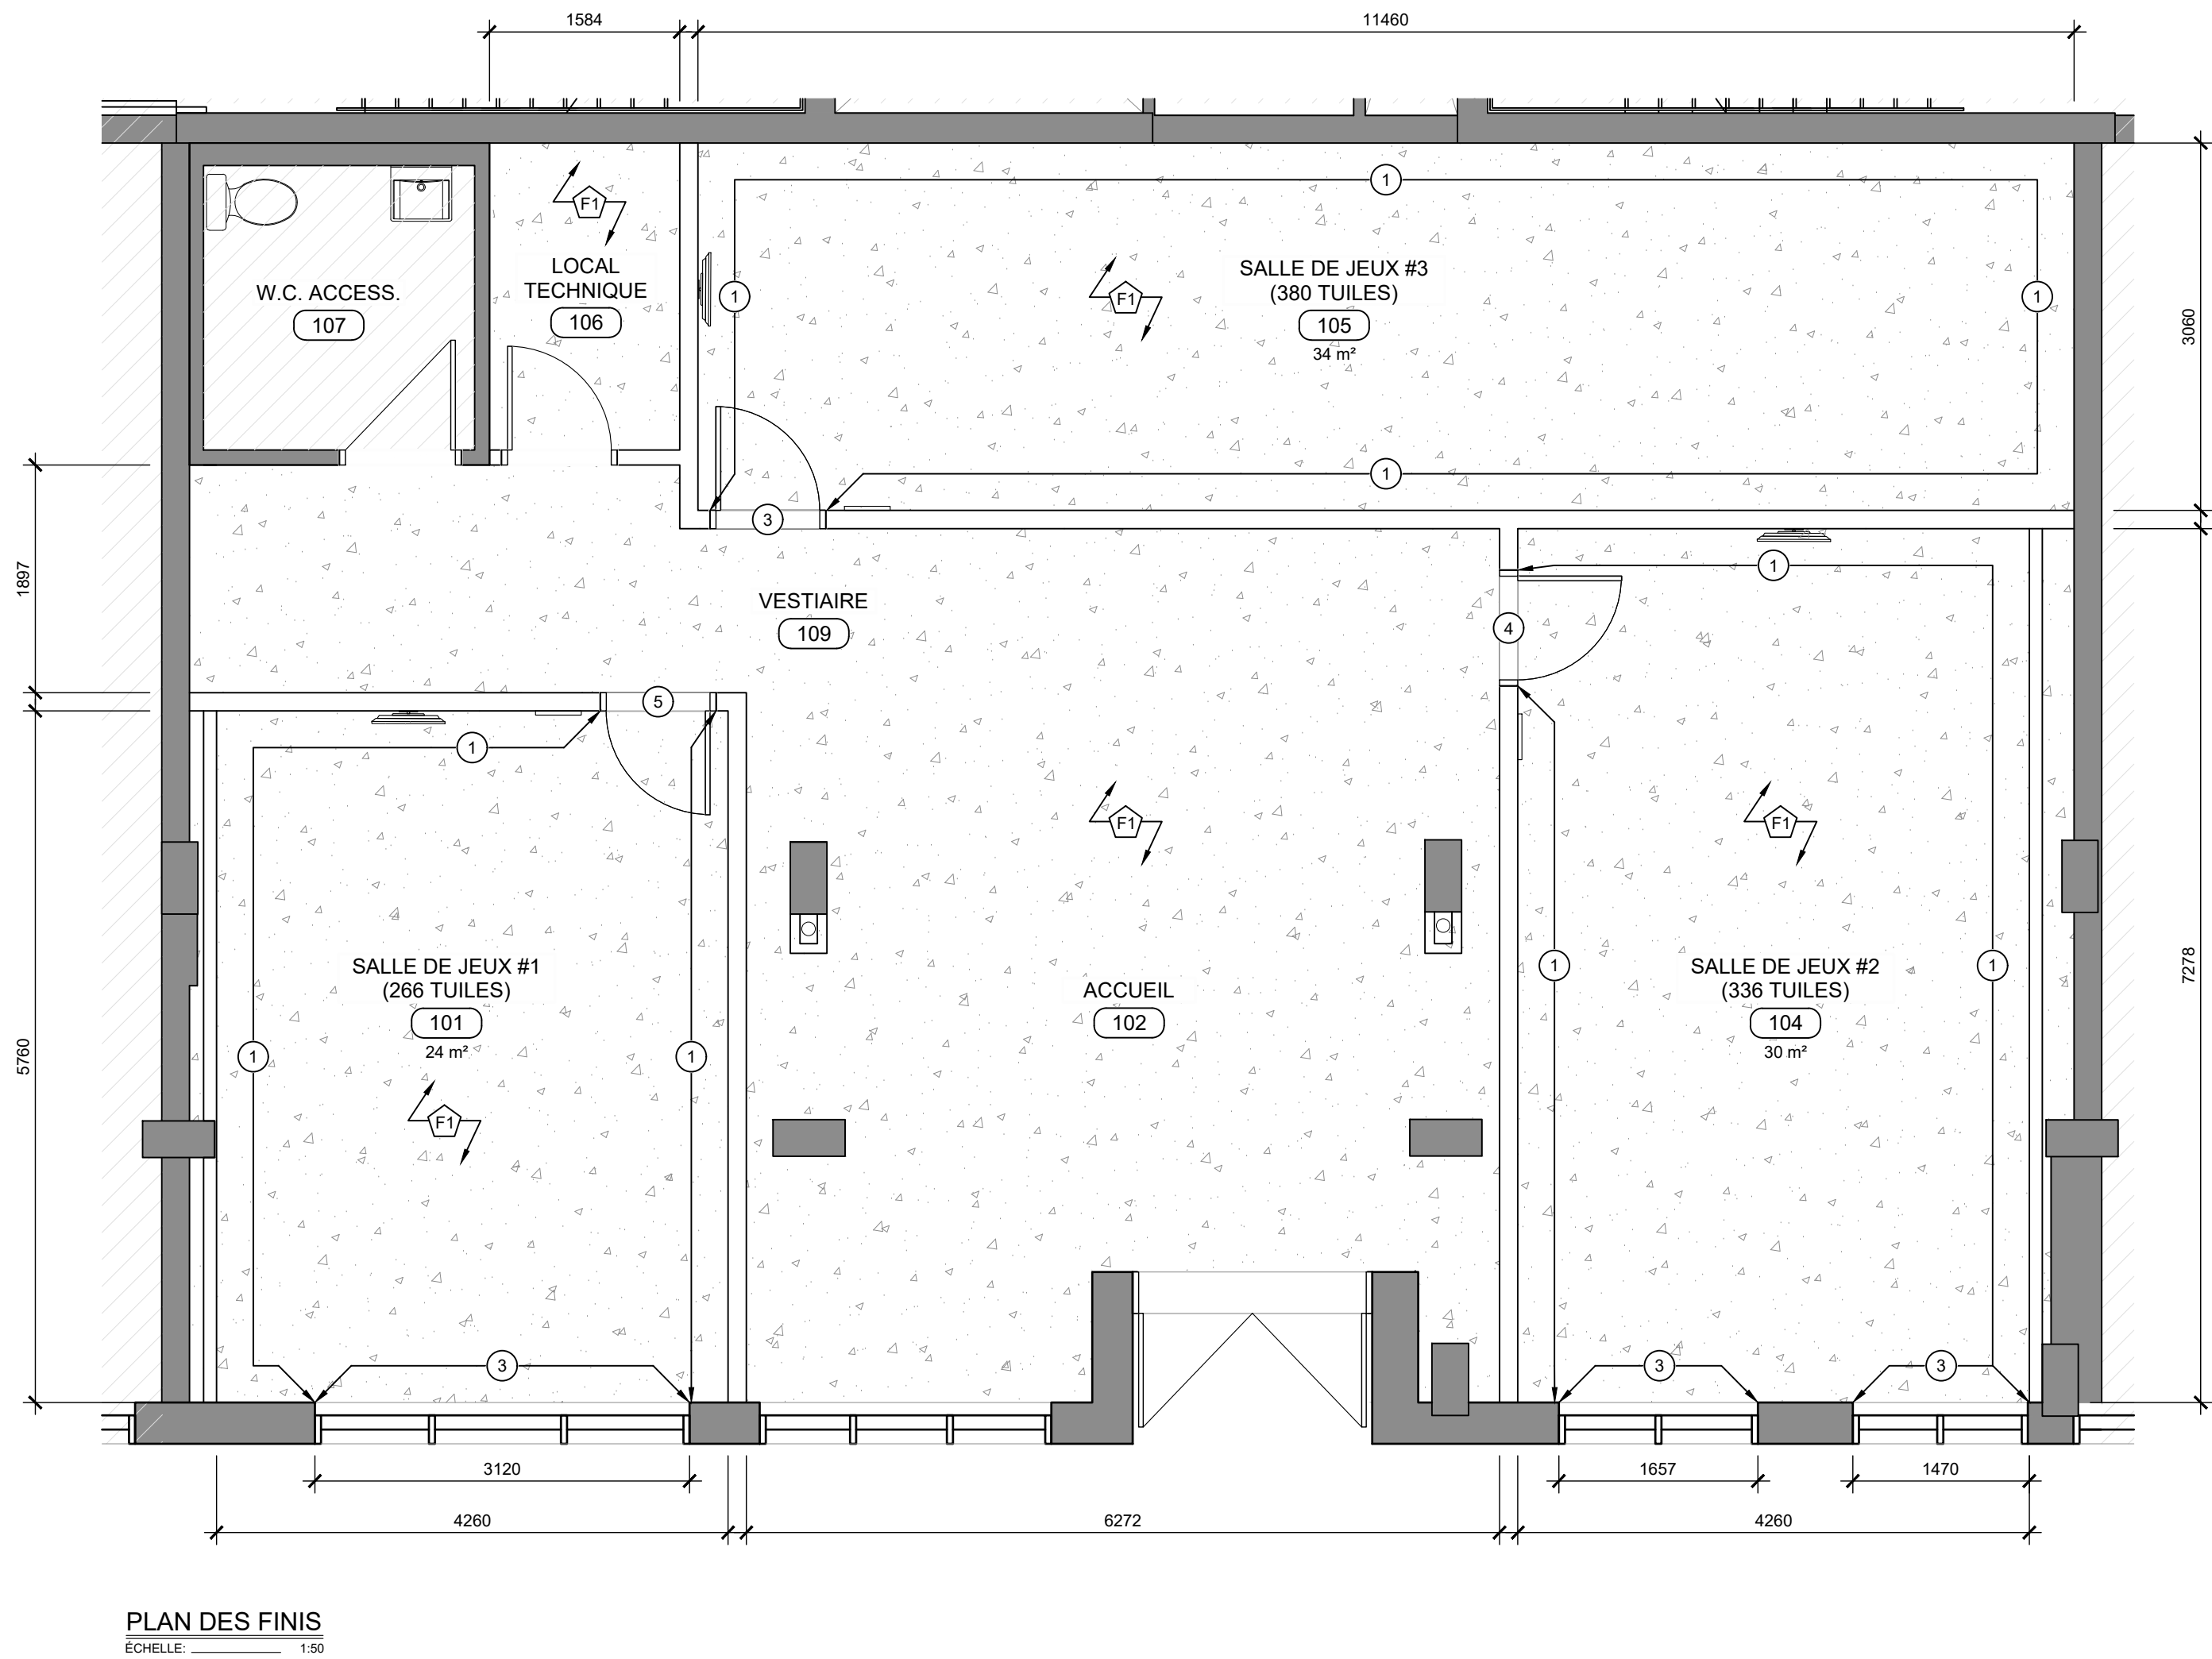 1584
11460
1
F1
LOCAL
TECHNIQUE
106
W.C. ACCESS.
107
1
F1
SALLE DE JEUX #3
(380 TUILES)
105
34 m²
1
3060
1
3
1897
VESTIAIRE
109
1
4
5
1
F1
F1
SALLE DE JEUX #1
(266 TUILES)
101
24 m²
1
1
F1
5760
ACCUEIL
102
1
SALLE DE JEUX #2
(336 TUILES)
104
30 m²
1
7278
3
3
3
3120
1657
1470
4260
6272
4260
PLAN DES FINIS
ÉCHELLE: 1:50